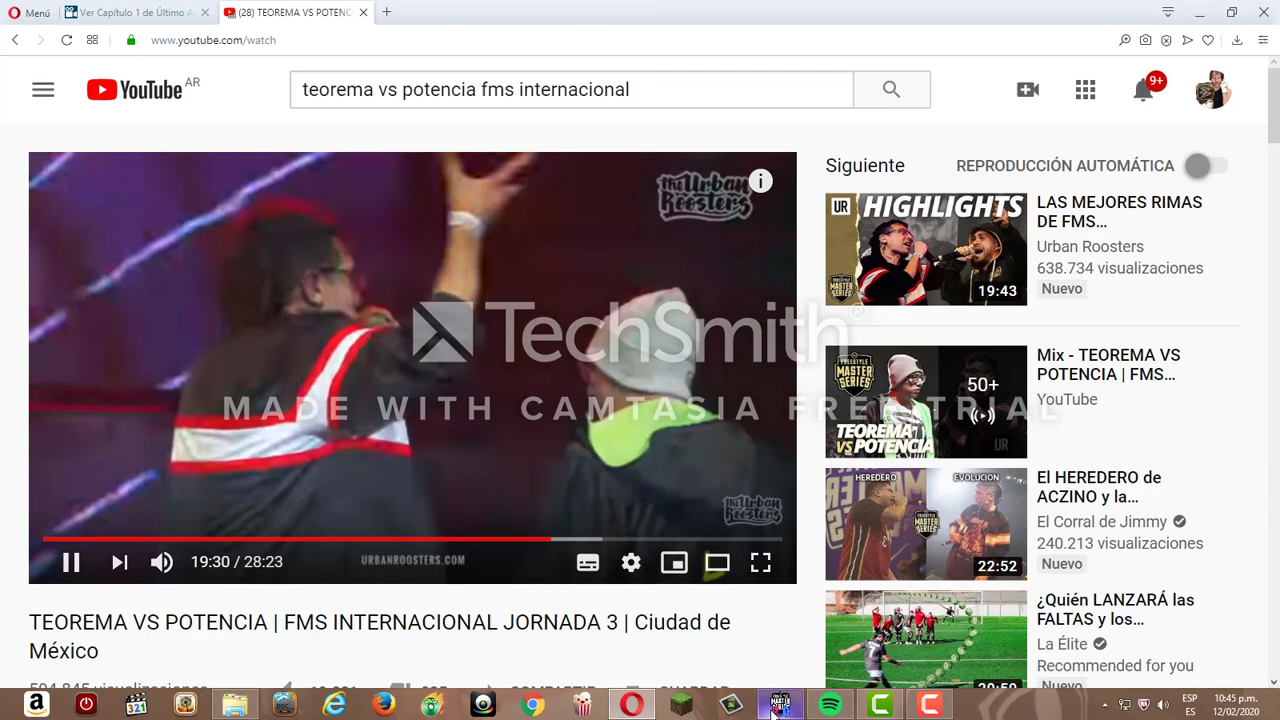 Menú
Ver Capítulo 1 de Último A
(28) TEOREMA VS POTENC
www.youtube.com/watch
YouTube AR
teorema vs potencia fms internacional
9+
the Urban Roosters
i
Siguiente
REPRODUCCIÓN AUTOMÁTICA
UR
HIGHLIGHTS
19:43
LAS MEJORES RIMAS
DE FMS...
Urban Roosters
638.734 visualizaciones
Nuevo
TechSmith
MADE WITH CAMTASIA FREE TRIAL
FREESTYLE
MASTER
SERIES
TEOREMA
VS POTENCIA
50+
UR
Mix - TEOREMA VS
POTENCIA | FMS...
YouTube
HEREDERO
EVOLUCION
22:52
El HEREDERO de
ACZINO y la...
El Corral de Jimmy
240.213 visualizaciones
Nuevo
the Urban Roosters
19:30 / 28:23
URBANROOSTERS.COM
¿Quién LANZARÁ las
FALTAS y los...
La Élite
Recommended for you
TEOREMA VS POTENCIA | FMS INTERNACIONAL JORNADA 3 | Ciudad de
México
321
ESP
ES
10:45 p.m.
12/02/2020